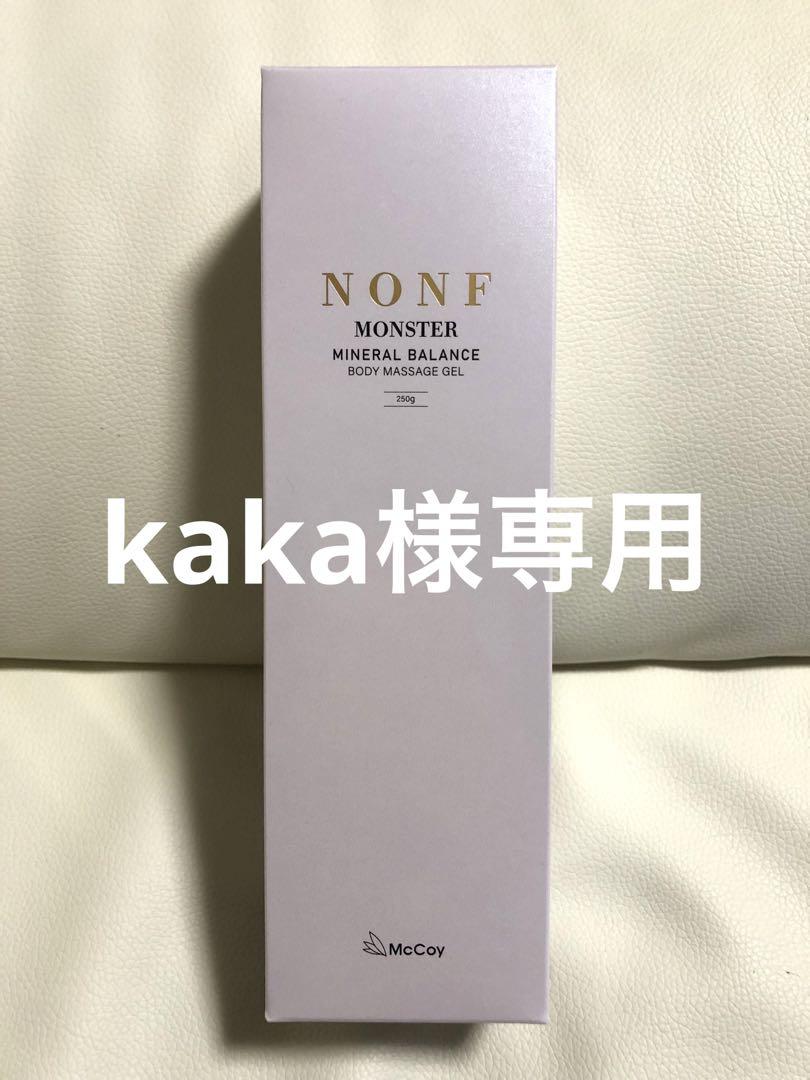 NONF
MONSTER
MINERAL BALANCE
BODY MASSAGE GEL
250g
kaka様専用
McCoy